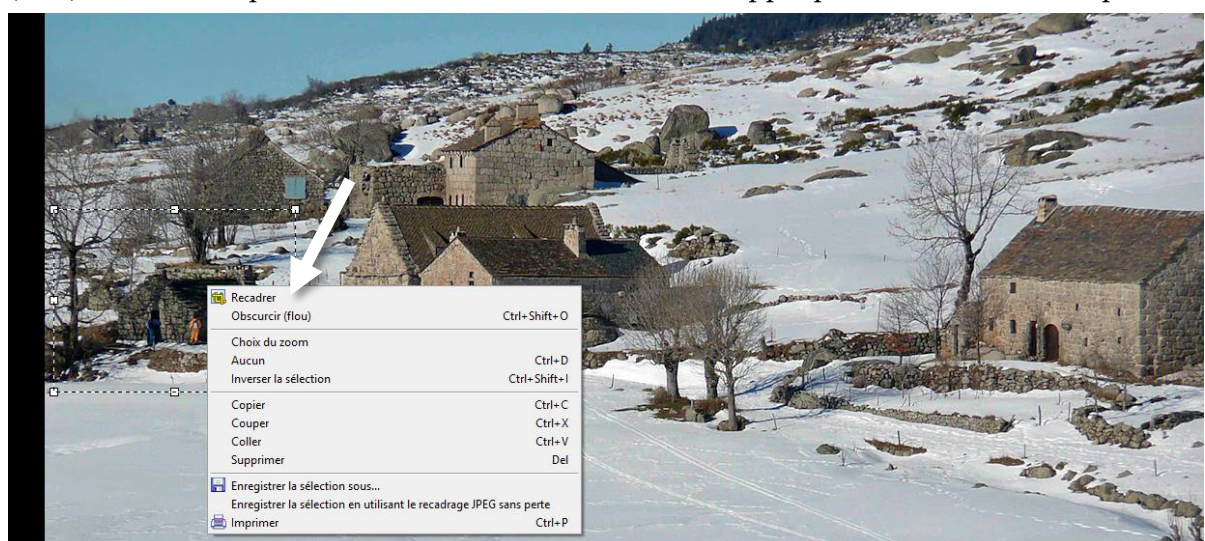 Recadrer
Obscurcir (flou) Ctrl+Shift+O
Choix du zoom
Aucun Ctrl+D
Inverser la sélection Ctrl+Shift+I
Copier Ctrl+C
Couper Ctrl+X
Coller Ctrl+V
Supprimer Del
Enregistrer la sélection sous...
Enregistrer la sélection en utilisant le recadrage JPEG sans perte
Imprimer Ctrl+P